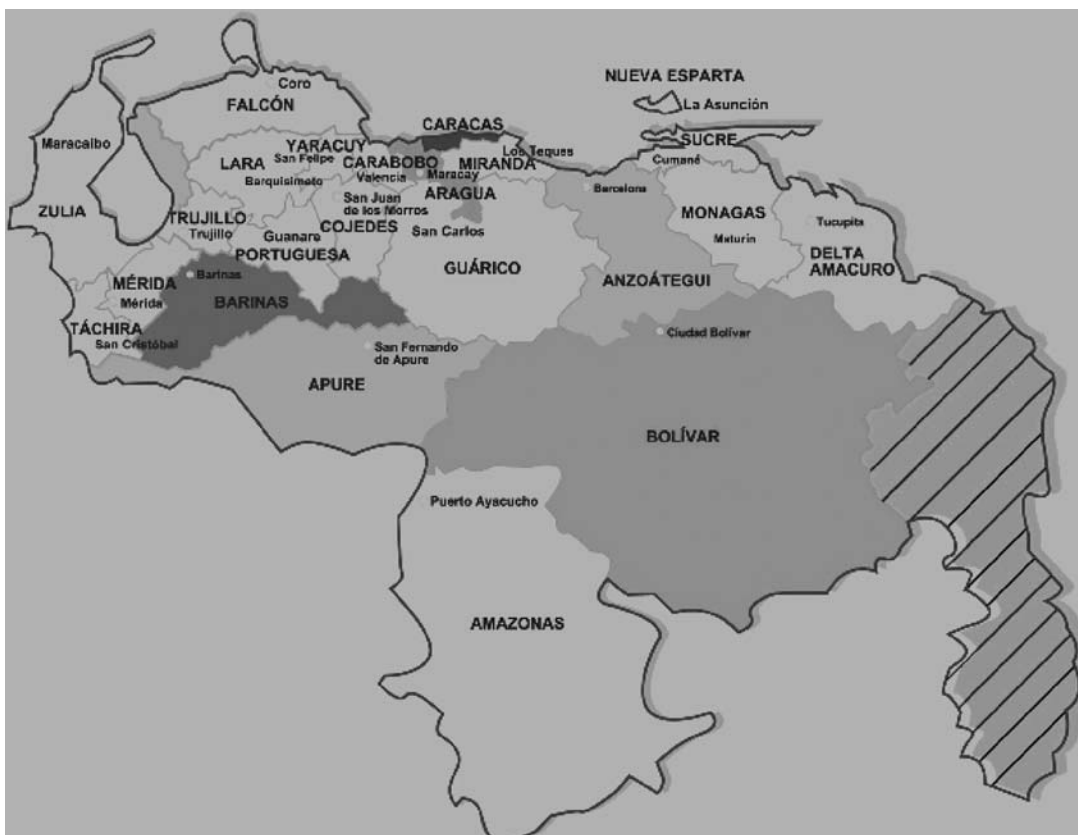 NUEVA ESPARTA
Coro
FALCÓN
La Asunción
CARACAS
SUCRE
Maracaibo
YARACUY
Los Teques
LARA
San Felipe
CARABOBO
MIRANDA
Cumané
Valencia
Maracay
Barquisimeto
ARAGUA
Barcelona
San Juan
de los Morros
ZULIA
TRUJILLO
MONAGAS
Tucupita
Trujillo
Guanare
COJEDES
San Carlos
Maturín
PORTUGUESA
DELTA
AMACURO
GUÁRICO
Barinas
MÉRIDA
ANZOÁTEGUI
Mérida
BARINAS
TÁCHIRA
San Cristóbal
Ciudad Bolívar
San Fernando
de Apure
APURE
BOLÍVAR
Puerto Ayacucho
AMAZONAS